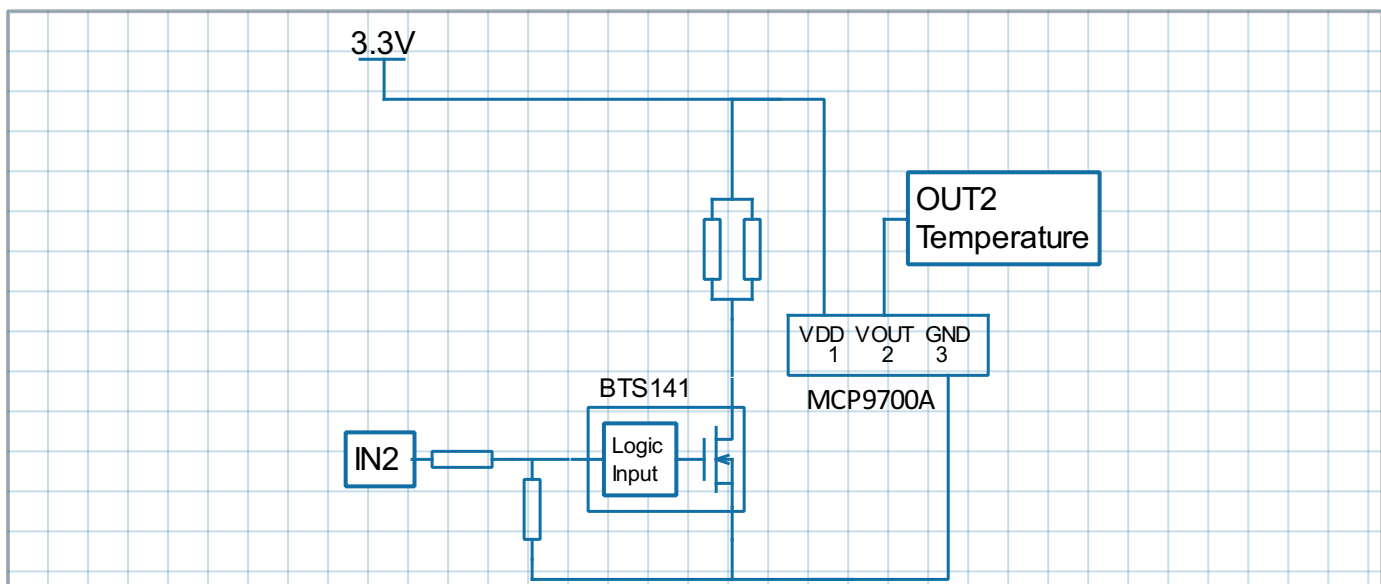 3.3V
OUT2
Temperature
VDD VOUT GND
1 2 3
MCP9700A
BTS141
IN2
Logic
Input